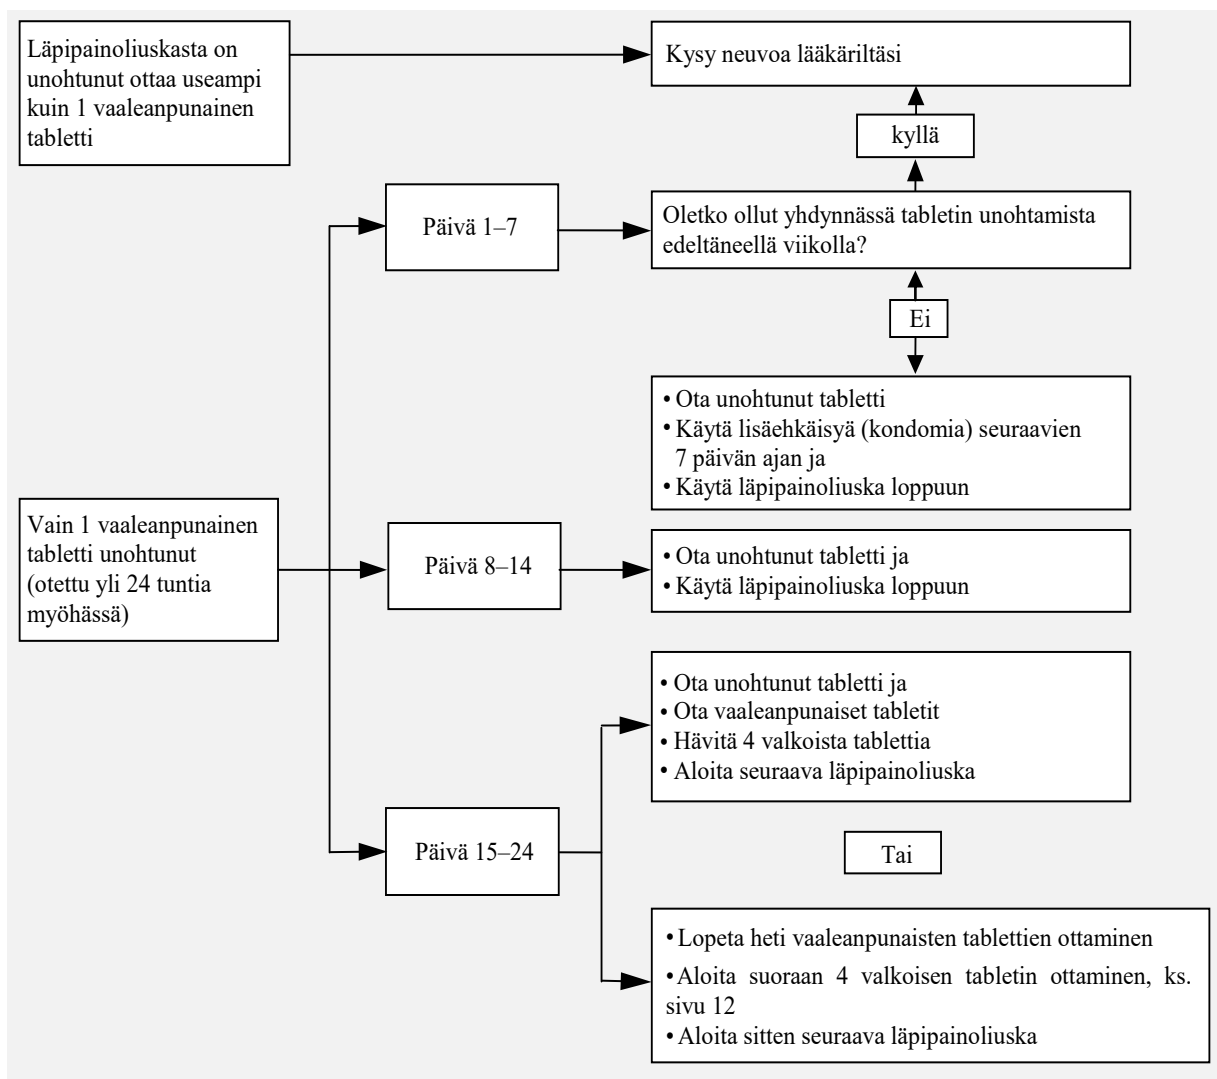 Läpipainoliuskasta on
unohtunut ottaa useampi
kuin 1 vaaleanpunainen
tabletti
Kysy neuvoa lääkäriltäsi
kyllä
Päivä 1–7
Oletko ollut yhdynnässä tabletin unohtamista
edeltäneellä viikolla?
Ei
• Ota unohtunut tabletti
• Käytä lisäehkäisyä (kondomia) seuraavien
7 päivän ajan ja
• Käytä läpipainoliuska loppuun
Vain 1 vaaleanpunainen
tabletti unohtunut
(otettu yli 24 tuntia
myöhässä)
Päivä 8–14
• Ota unohtunut tabletti ja
• Käytä läpipainoliuska loppuun
• Ota unohtunut tabletti ja
• Ota vaaleanpunaiset tabletit
• Hävitä 4 valkoista tablettia
• Aloita seuraava läpipainoliuska
Päivä 15–24
Tai
• Lopeta heti vaaleanpunaisten tablettien ottaminen
• Aloita suoraan 4 valkoisen tabletin ottaminen, ks.
sivu 12
• Aloita sitten seuraava läpipainoliuska